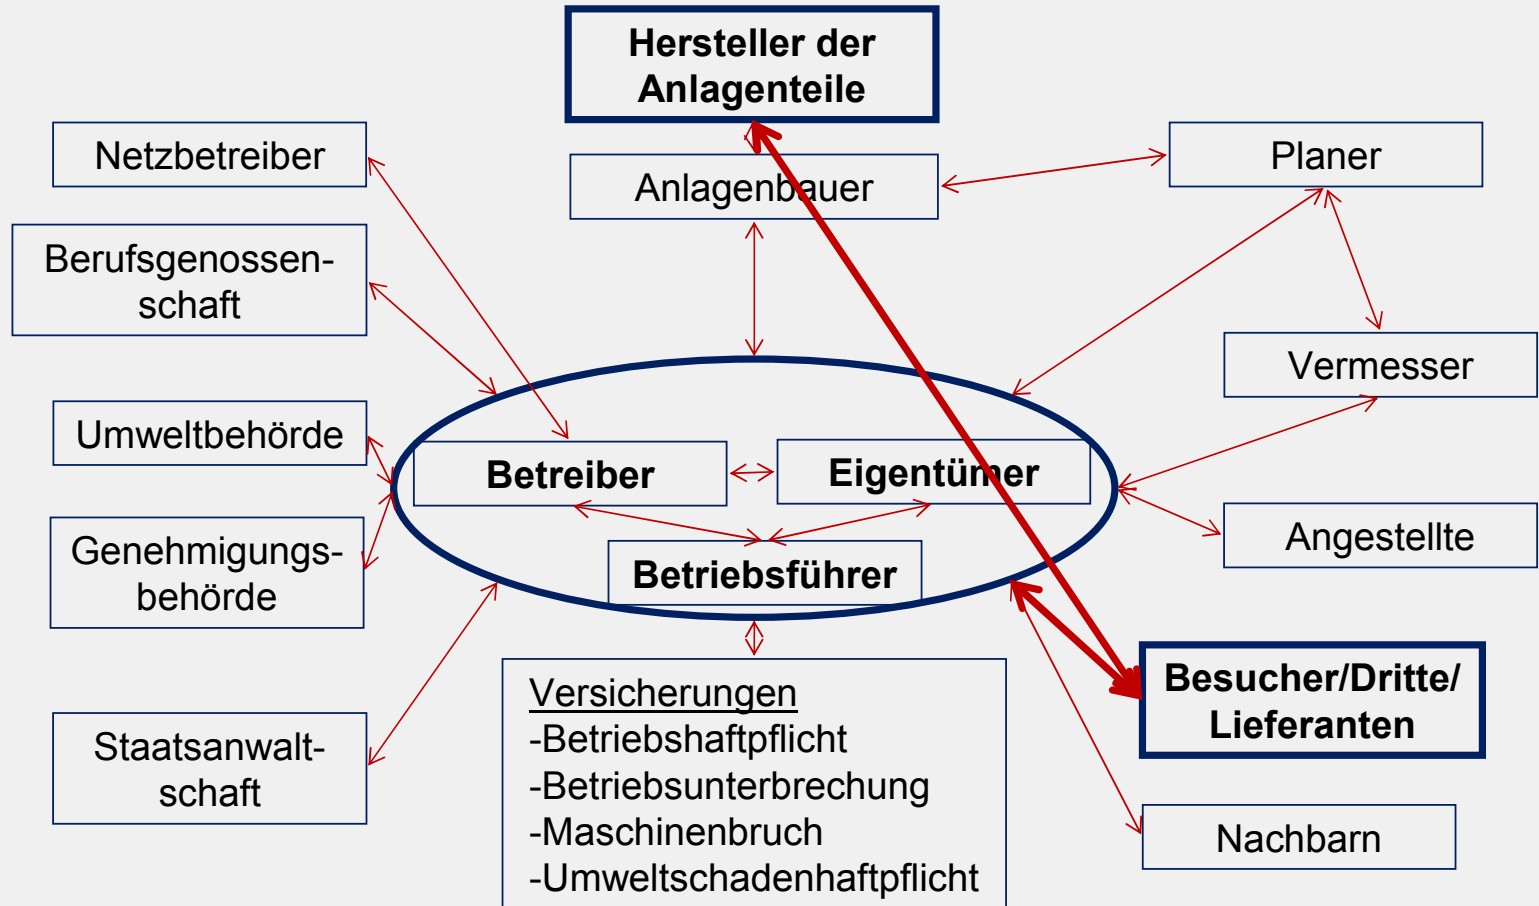 Hersteller der
Anlagenteile
Netzbetreiber
Anlagenbauer
Planer
Berufsgenossen-
schaft
Vermesser
Umweltbehörde
Betreiber
Eigentümer
Genehmigungs-
behörde
Betriebsführer
Angestellte
Staatsanwalt-
schaft
Versicherungen
-Betriebshaftpflicht
-Betriebsunterbrechung
-Maschinenbruch
-Umweltschadenhaftpflicht
Besucher/Dritte/
Lieferanten
Nachbarn